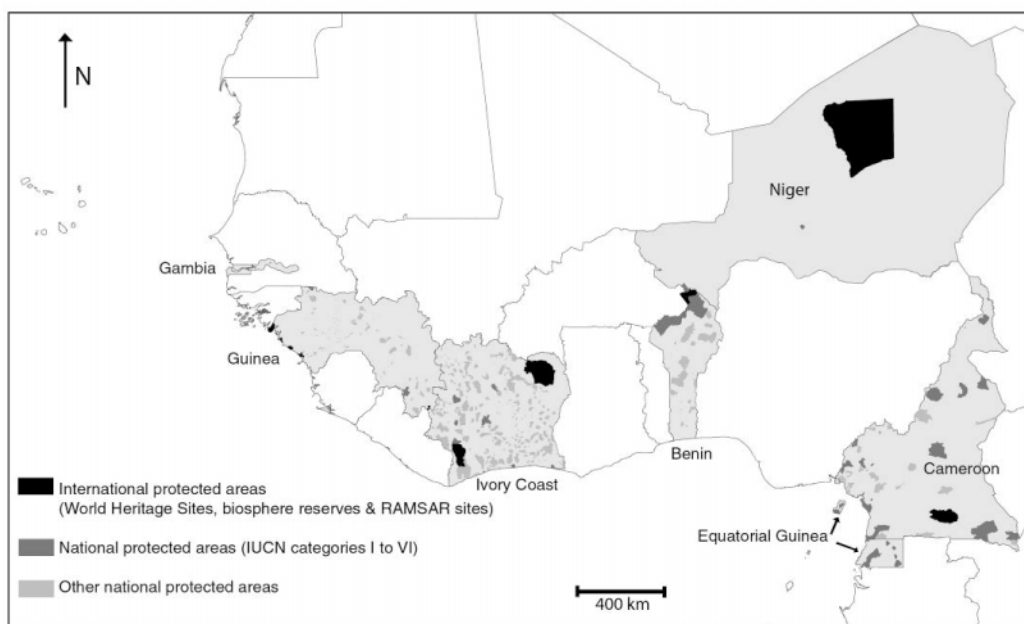 N
Niger
Gambia
Guinea
Benin
Ivory Coast
Cameroon
Equatorial Guinea
International protected areas
(World Heritage Sites, biosphere reserves & RAMSAR sites)
National protected areas (IUCN categories I to VI)
Other national protected areas
400 km